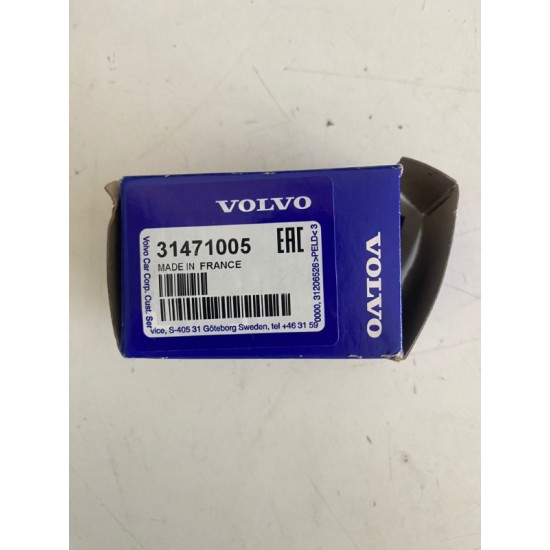 VOLVO
31471005
EAC
MADE IN FRANCE
Volvo Car Corp. Cust. Ser
vice, S-405 31 Göteborg Sweden, tel +46 31 59
0000, 31206526>PELD<3
VOLVO